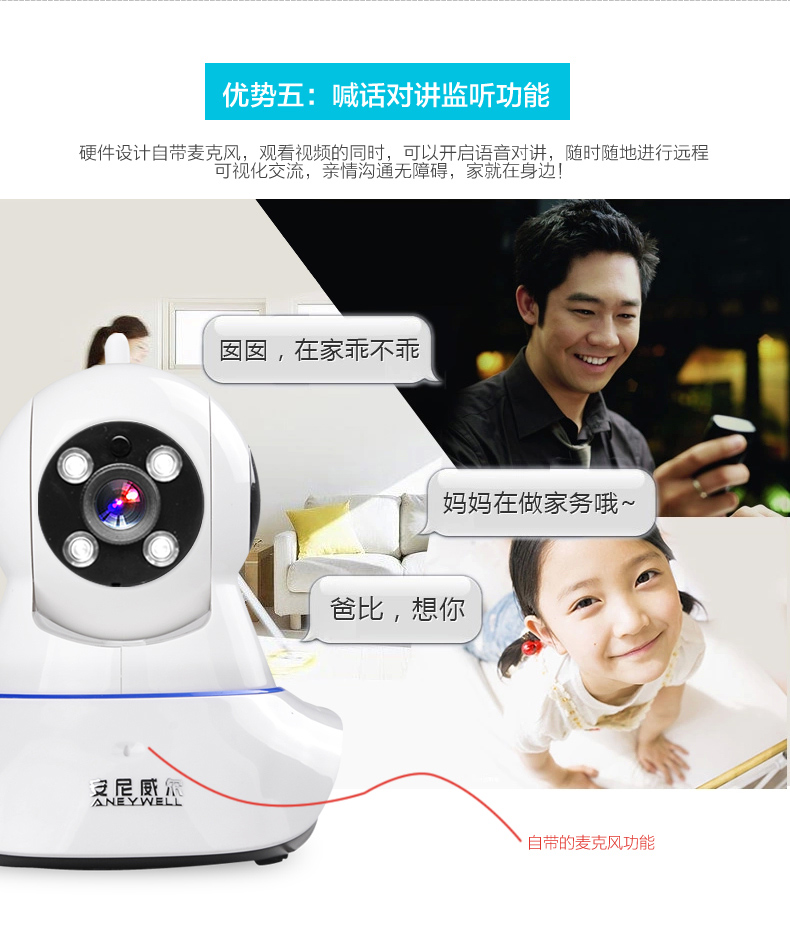 优势五：喊话对讲监听功能
硬件设计自带麦克风，观看视频的同时，可以开启语音对讲，随时随地进行远程
可视化交流，亲情沟通无障碍，家就在身边！
囡囡，在家乖不乖
妈妈在做家务哦~
爸比，想你
安尼威尔
ANEYWELL
自带的麦克风功能